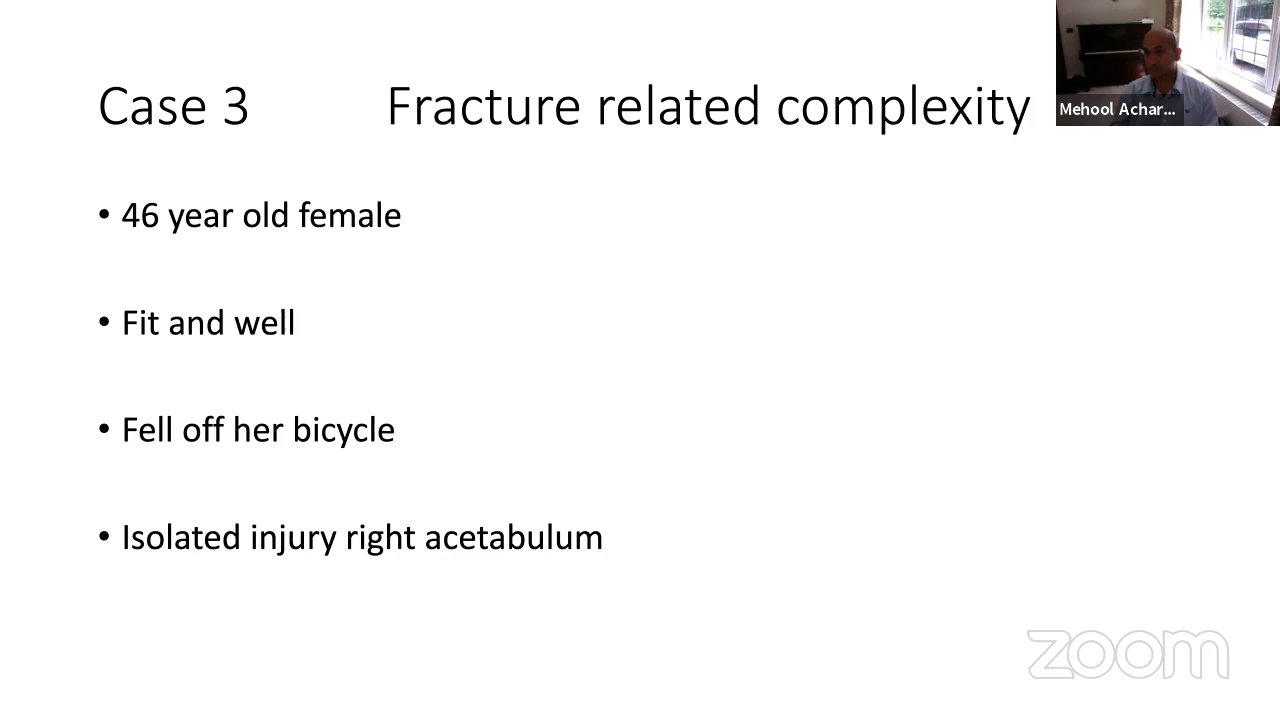 Case 3 Fracture related complexity
Mehool Achar...
• 46 year old female
• Fit and well
• Fell off her bicycle
• Isolated injury right acetabulum
zoom